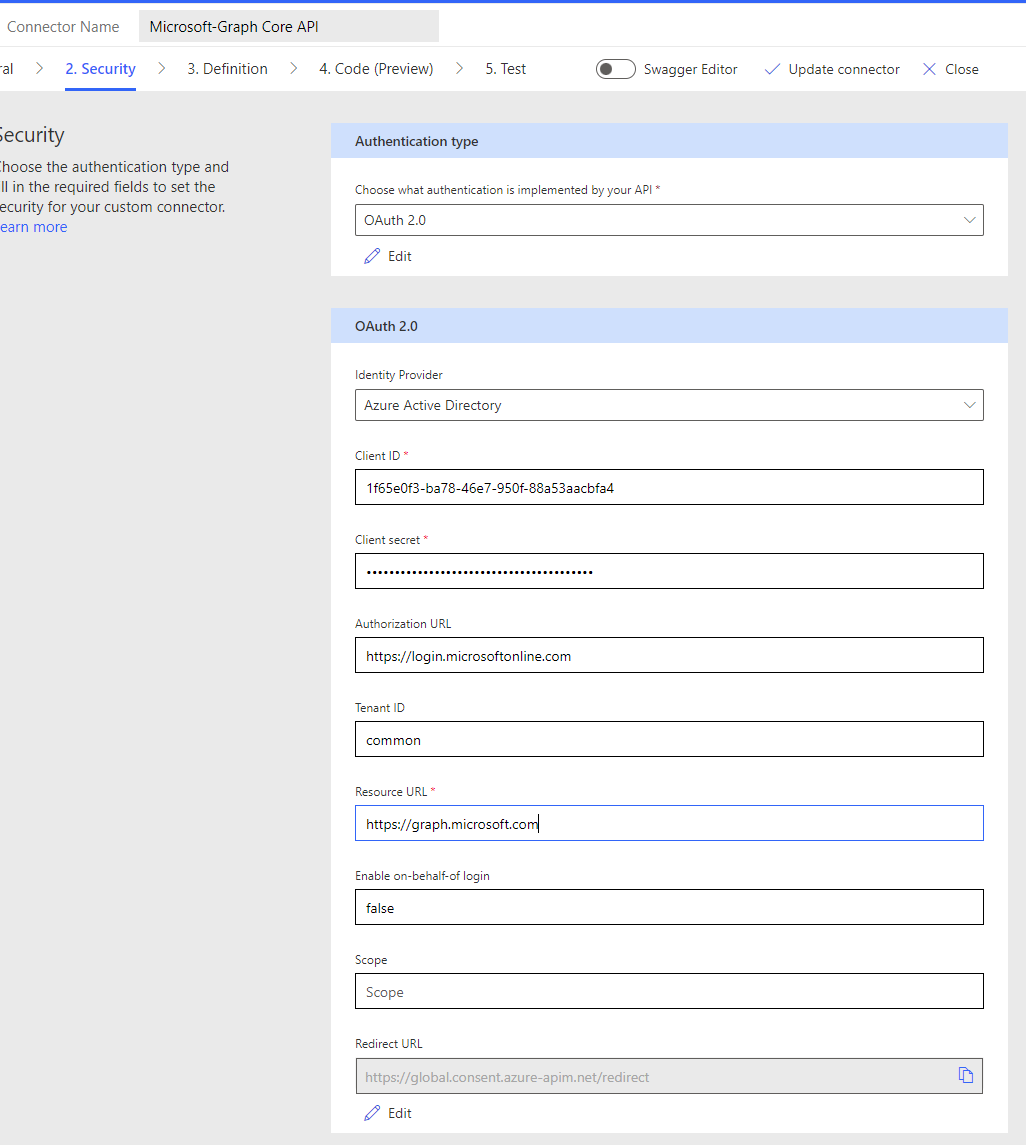 Connector Name Microsoft-Graph Core API
ral 2. Security 3. Definition 4. Code (Preview) 5. Test Swagger Editor Update connector Close
Security
hoose the authentication type and
ll in the required fields to set the
ecurity for your custom connector.
earn more
Authentication type
Choose what authentication is implemented by your API *
OAuth 2.0
Edit
OAuth 2.0
Identity Provider
Azure Active Directory
Client ID *
1f65e0f3-ba78-46e7-950f-88a53aacbfa4
Client secret *
••••••••••••••••••••••••••••••••••••••••
Authorization URL
https://login.microsoftonline.com
Tenant ID
common
Resource URL *
https://graph.microsoft.com
Enable on-behalf-of login
false
Scope
Scope
Redirect URL
https://global.consent.azure-apim.net/redirect
Edit